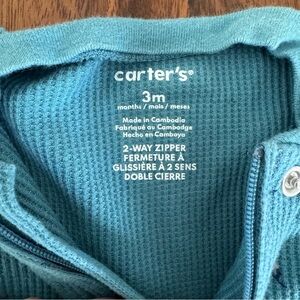 carter's®
3m
months / mois / meses
Made in Cambodia
Fabriqué au Cambodge
Hecho en Camboya
2-WAY ZIPPER
FERMETURE À
GLISSIÈRE À 2 SENS
DOBLE CIERRE